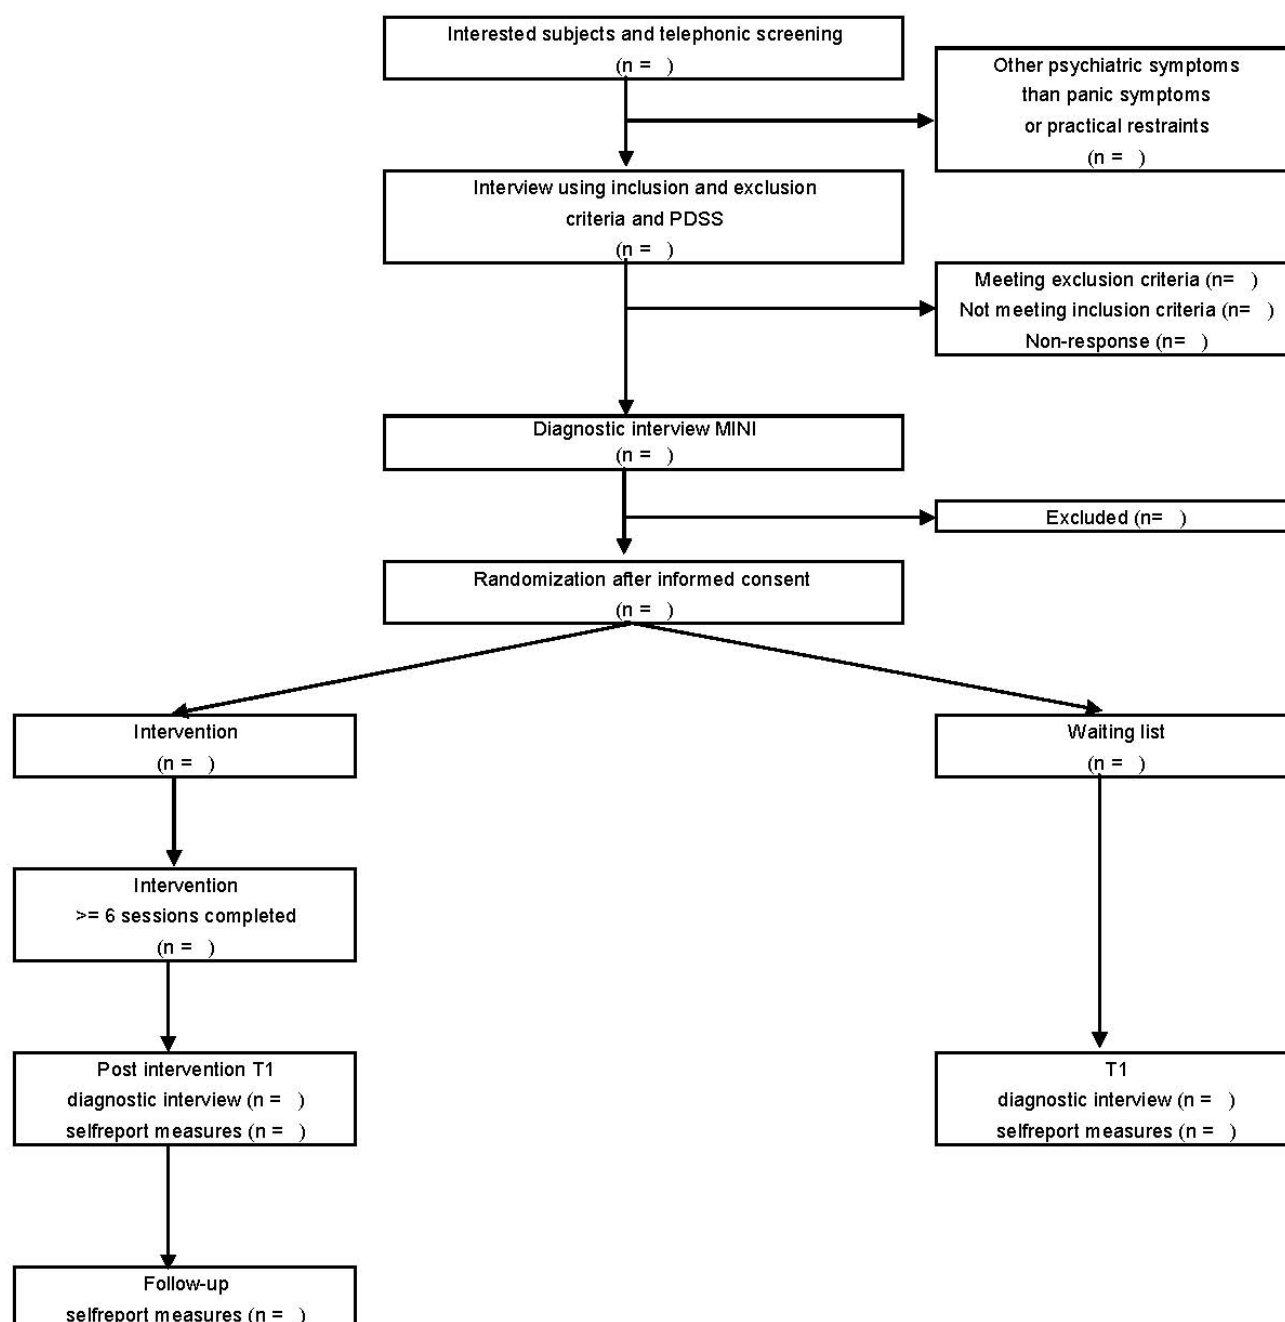 Interested subjects and telephonic screening
(n =   )
Other psychiatric symptoms
than panic symptoms
or practical restraints
(n =   )
Interview using inclusion and exclusion
criteria and PDSS
(n =   )
Meeting exclusion criteria (n=   )
Not meeting inclusion criteria (n=   )
Non-response (n=   )
Diagnostic interview MINI
(n =   )
Excluded (n=   )
Randomization after informed consent
(n =   )
Intervention
(n =   )
Waiting list
(n =   )
Intervention
>= 6 sessions completed
(n =   )
Post intervention T1
diagnostic interview (n =   )
selfreport measures (n =   )
T1
diagnostic interview (n =   )
selfreport measures (n =   )
Follow-up
selfreport measures (n =   )